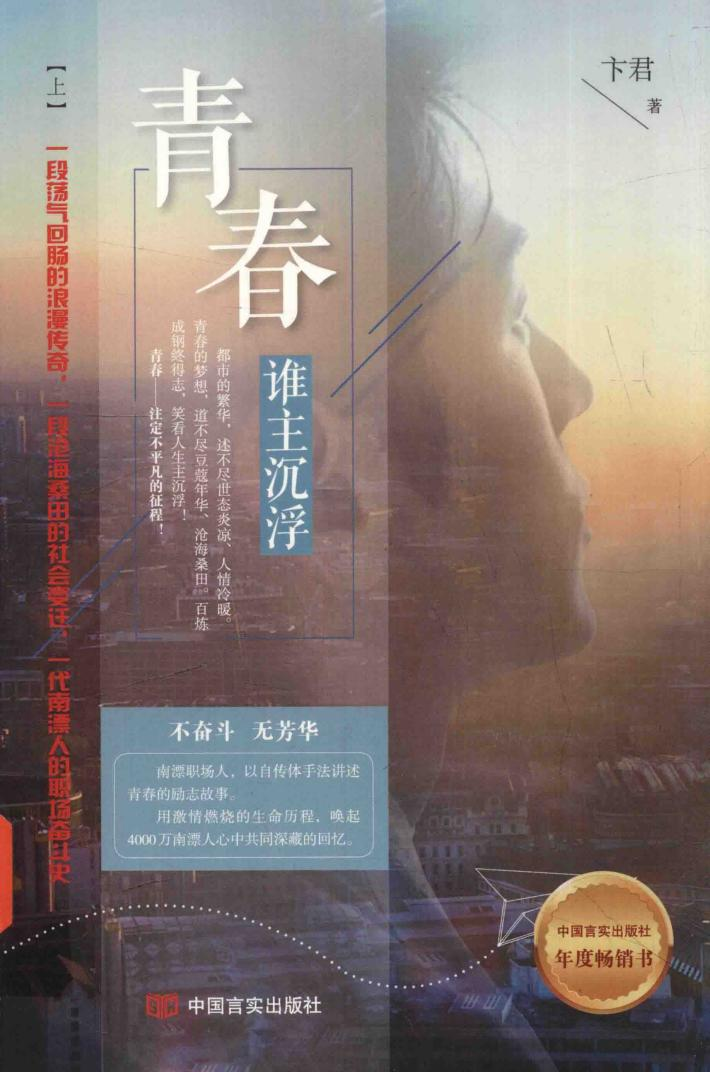 卞君
著
【上】
一段荡气回肠的浪漫传奇，一段沧海桑田的社会变迁，一代南漂人的职场奋斗史
青春
谁主沉浮
都市的繁华，述不尽世态炎凉、人情冷暖。
青春的梦想，道不尽豆蔻年华、沧海桑田。百炼
成钢终得志，笑看人生主沉浮！
青春——注定不平凡的征程！
不奋斗 无芳华
南漂职场人，以自传体手法讲述
青春的励志故事。
用激情燃烧的生命历程，唤起
4000万南漂人心中共同深藏的回忆。
中国言实出版社
年度畅销书
中国言实出版社